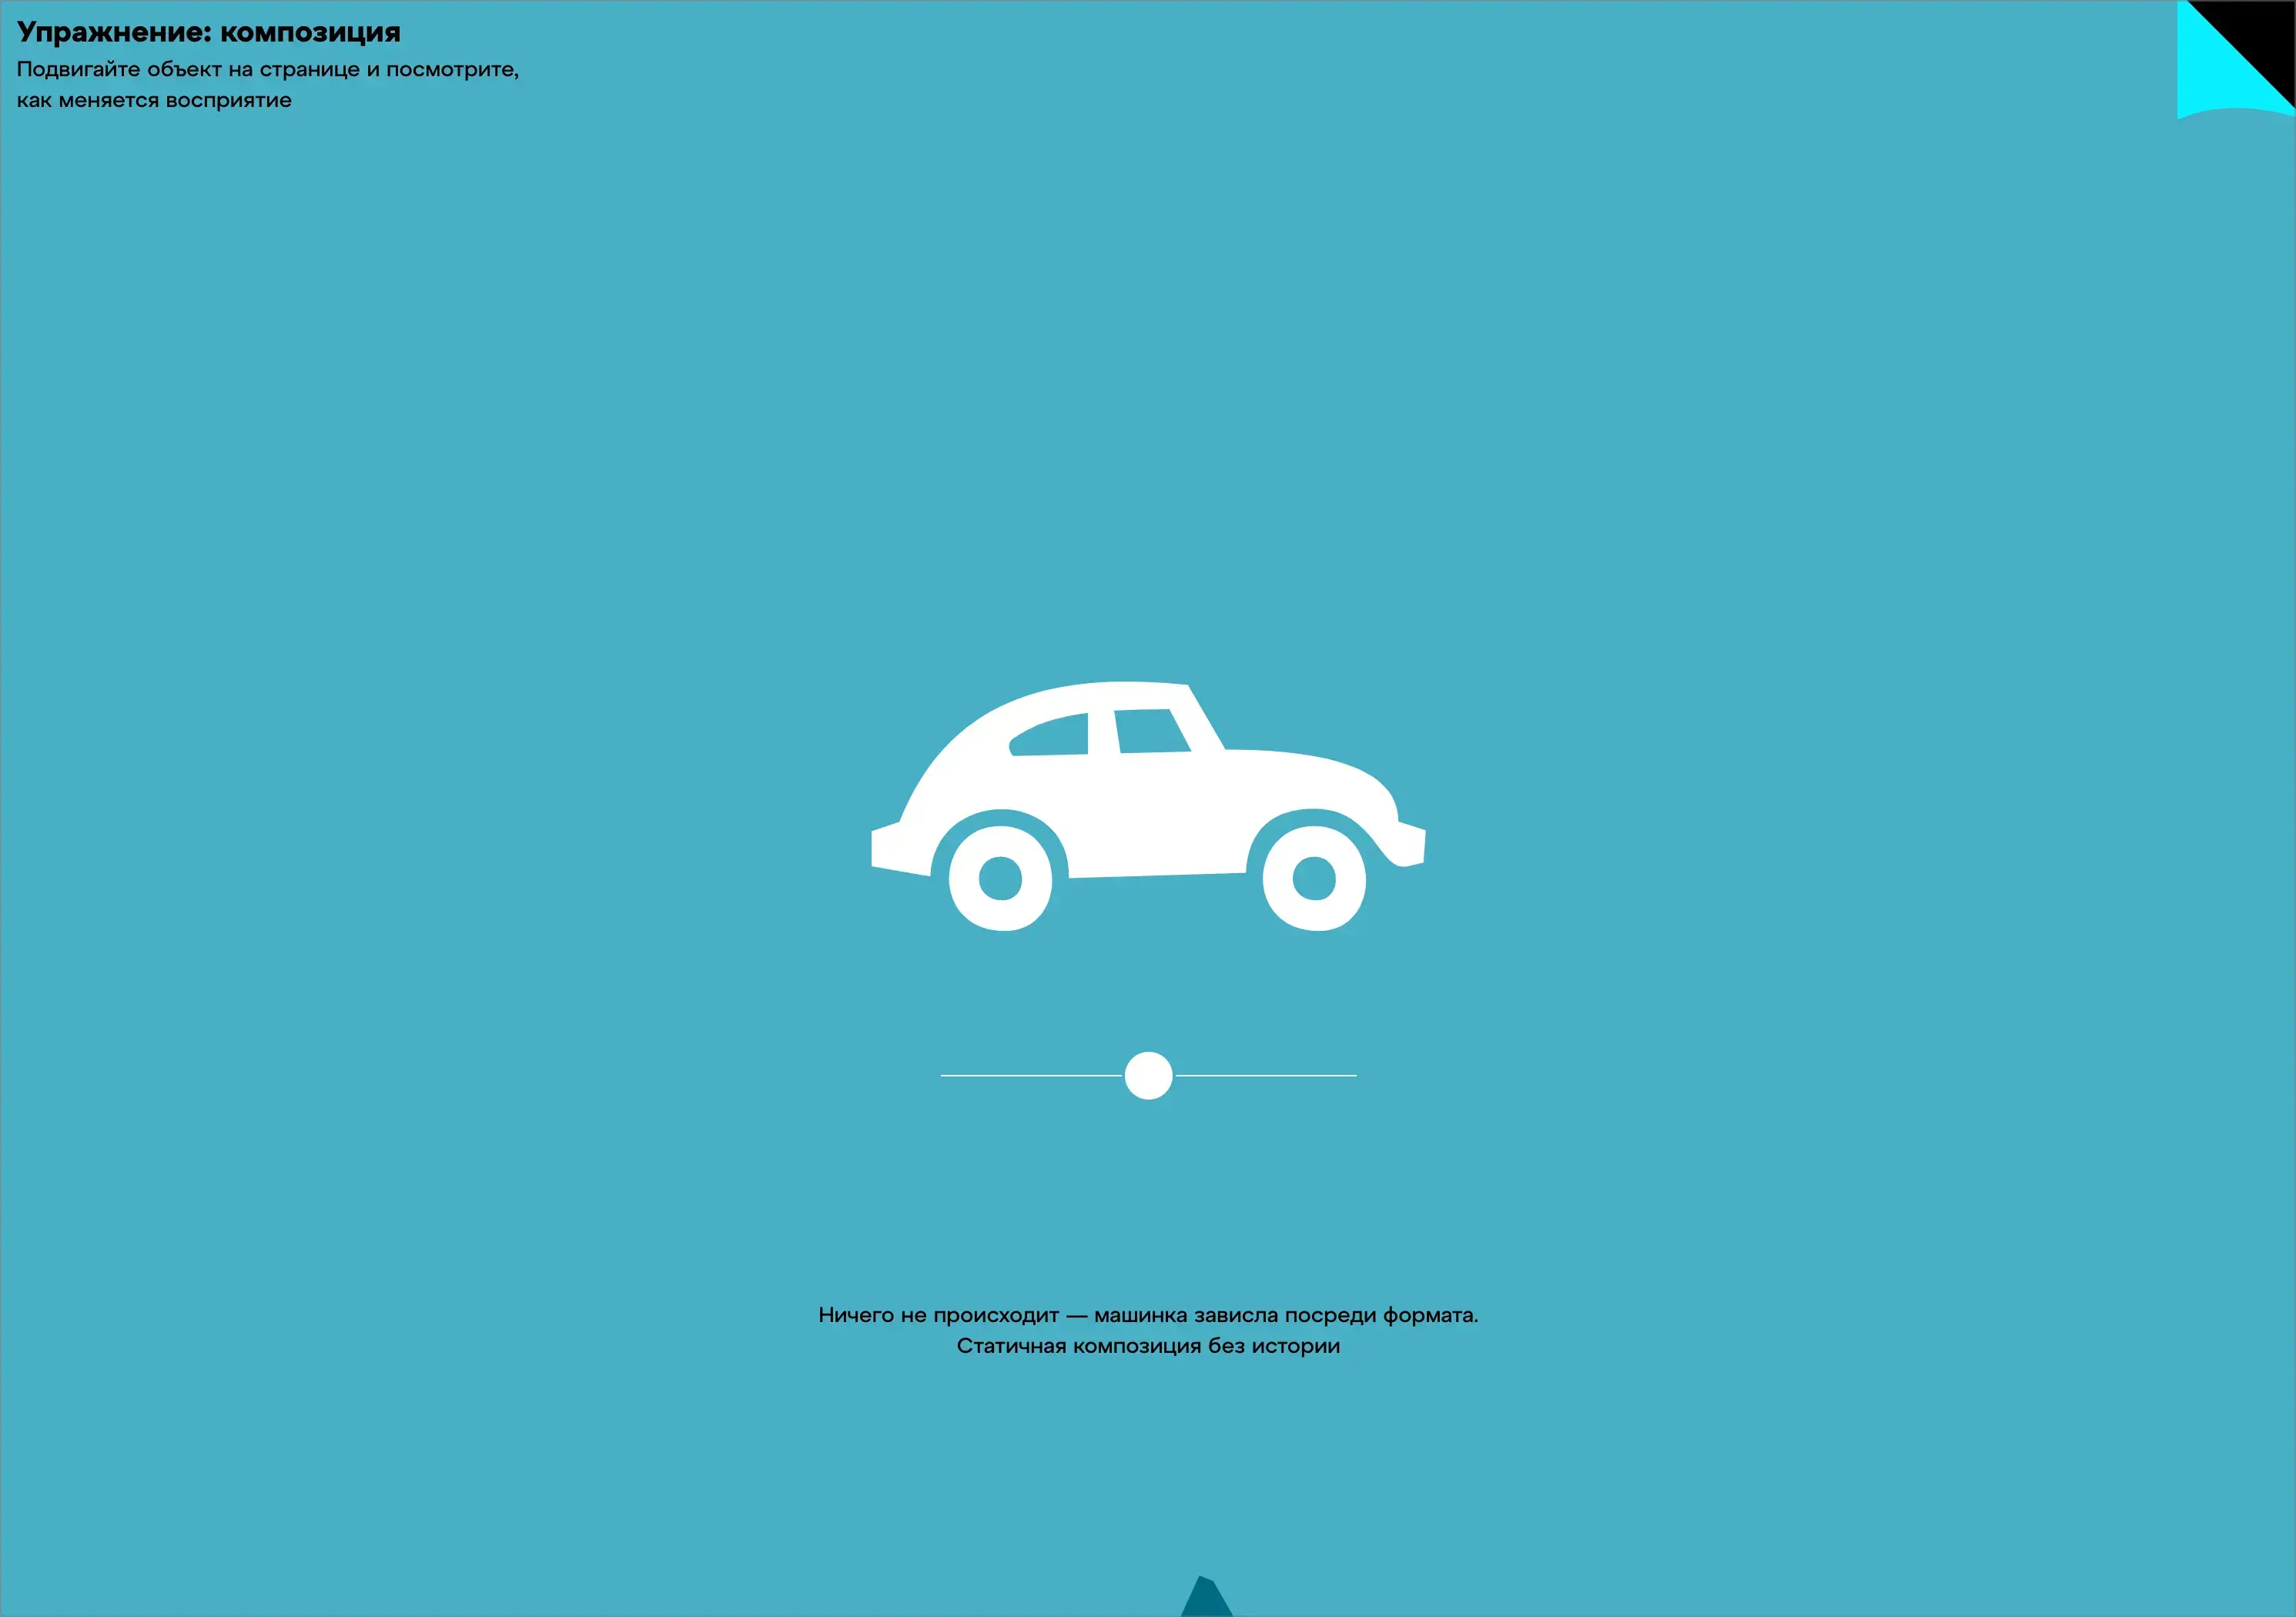 Упражнение: композиция
Подвигайте объект на странице и посмотрите,
как меняется восприятие
Ничего не происходит — машинка зависла посреди формата.
Статичная композиция без истории